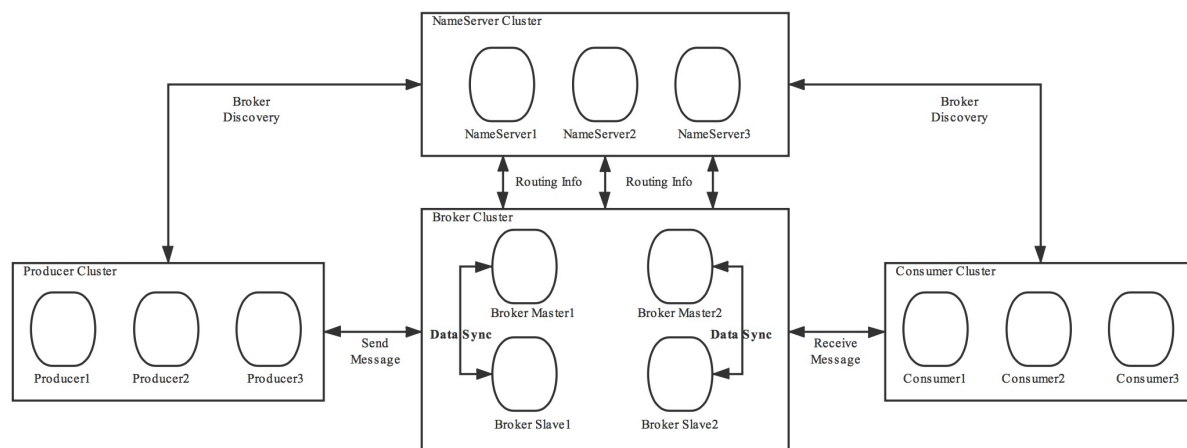 NameServer Cluster
NameServer1 NameServer2 NameServer3
Broker
Discovery
Broker
Discovery
Routing Info Routing Info
Broker Cluster
Producer Cluster
Consumer Cluster
Broker Master1 Broker Master2
Data Sync Data Sync
Send
Message
Receive
Message
Producer1 Producer2 Producer3
Consumer1 Consumer2 Consumer3
Broker Slave1 Broker Slave2